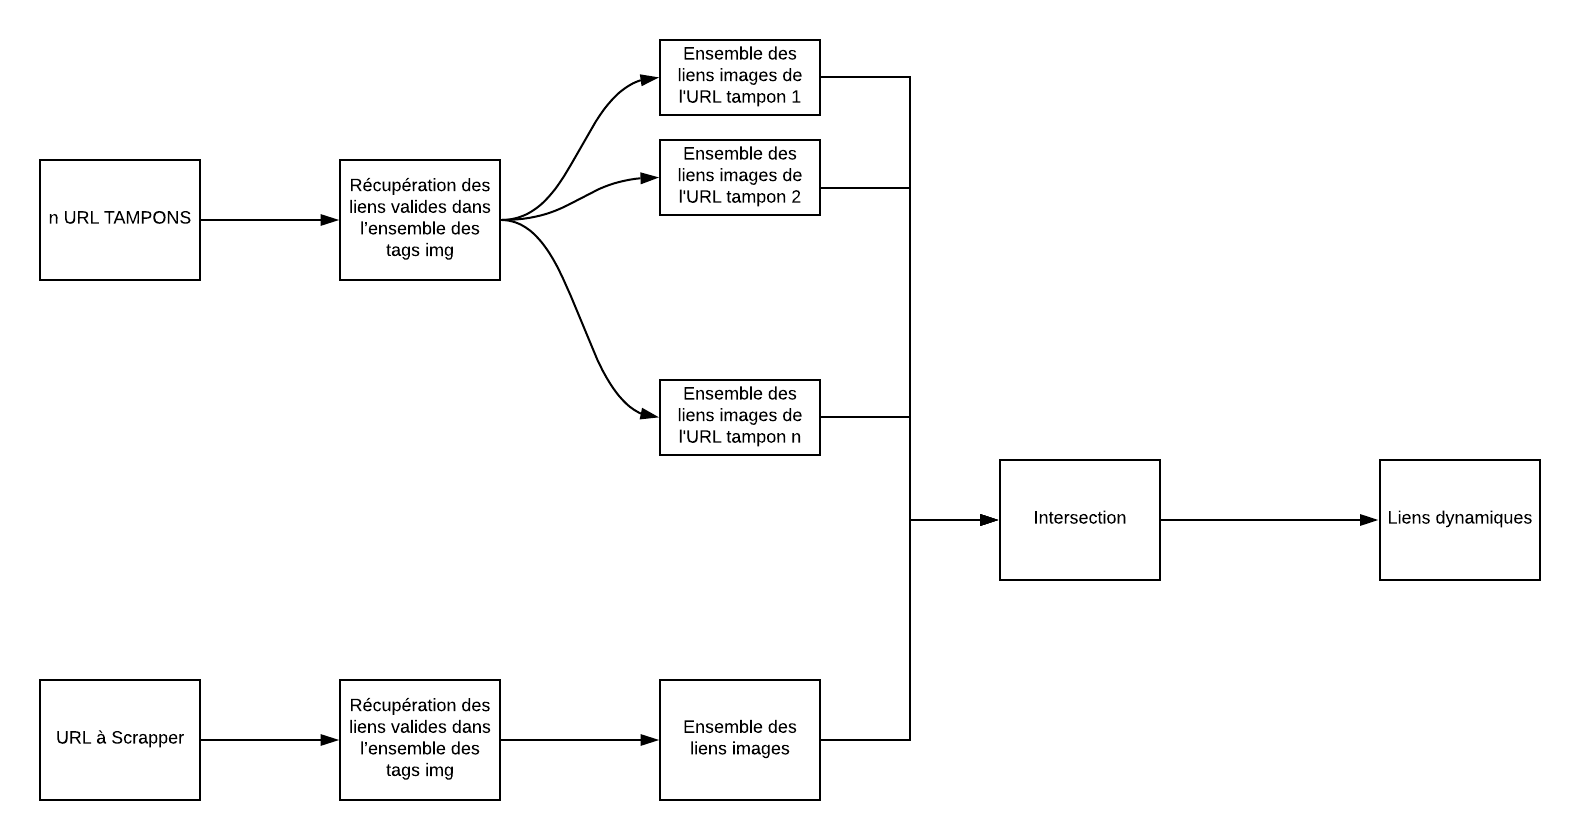 Ensemble des
liens images de
l'URL tampon 1
Ensemble des
liens images de
l'URL tampon 2
n URL TAMPONS
Récupération des
liens valides dans
l'ensemble des
tags img
Ensemble des
liens images de
l'URL tampon n
Intersection
Liens dynamiques
URL à Scrapper
Récupération des
liens valides dans
l'ensemble des
tags img
Ensemble des
liens images